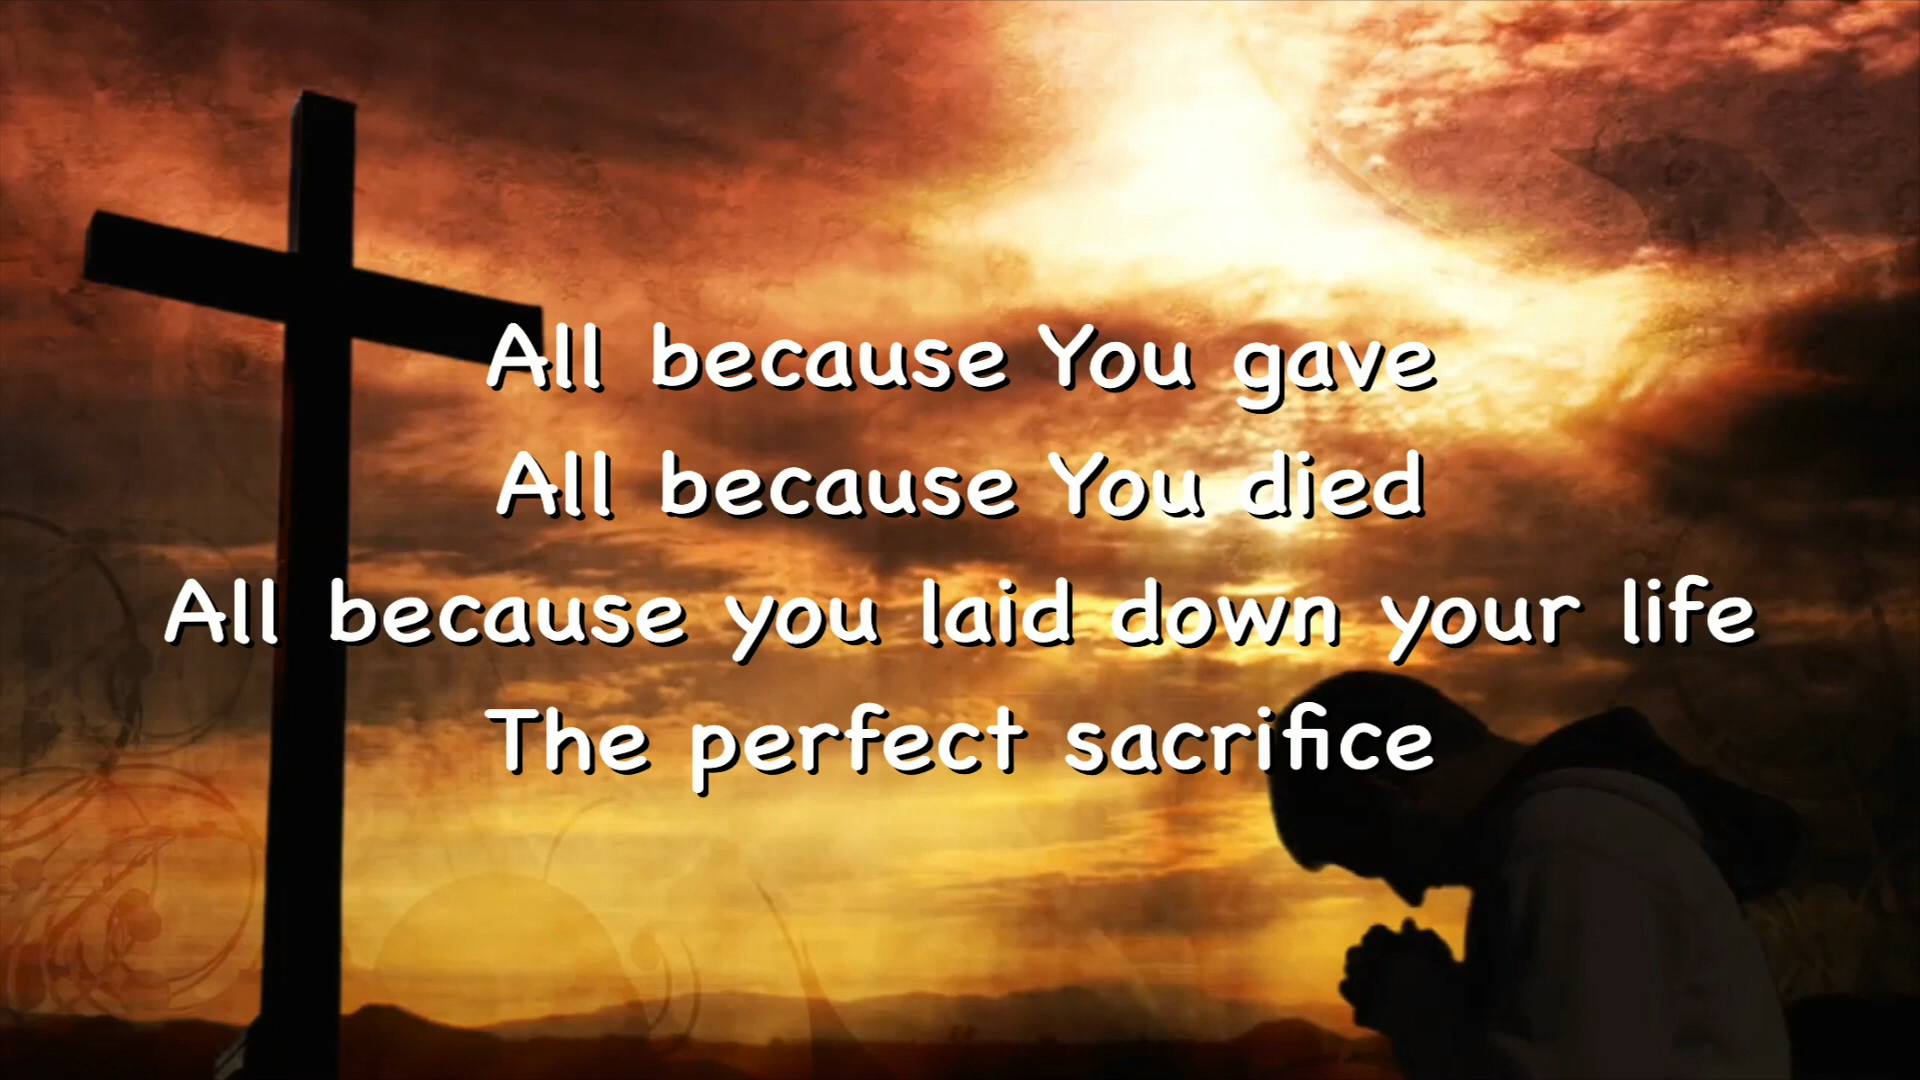 All because You gave
All because You died
All because you laid down your life
The perfect sacrifice